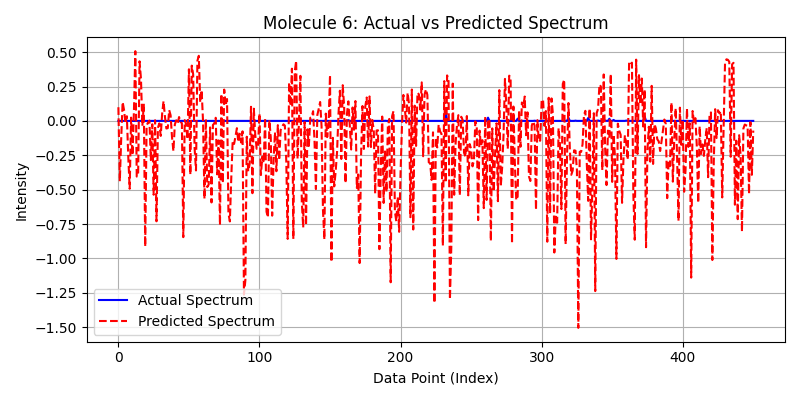 Molecule 6: Actual vs Predicted Spectrum
0.50
0.25
0.00
−0.25
−0.50
−0.75
−1.00
−1.25
−1.50
Intensity
Actual Spectrum
Predicted Spectrum
0 100 200 300 400
Data Point (Index)